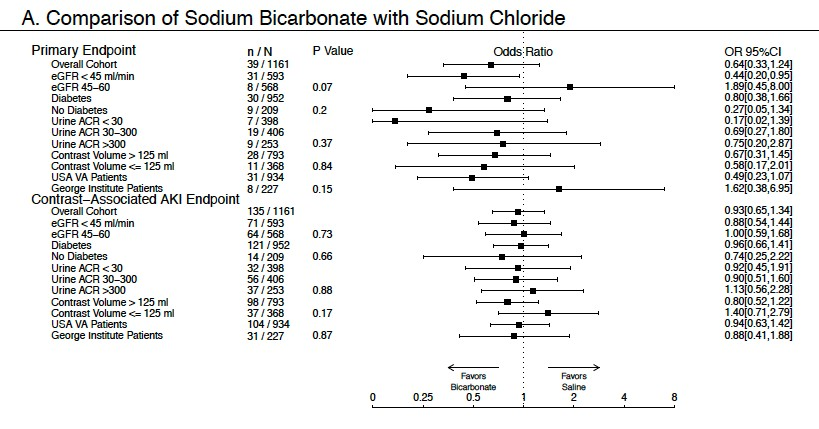 A. Comparison of Sodium Bicarbonate with Sodium Chloride
Primary Endpoint n / N P Value Odds Ratio OR 95%CI
Overall Cohort 39 / 1161 0.64[0.33,1.24]
eGFR < 45 ml/min 31 / 593 0.44[0.20,0.95]
eGFR 45−60 8 / 568 0.07 1.89[0.45,8.00]
Diabetes 30 / 952 0.80[0.38,1.66]
No Diabetes 9 / 209 0.2 0.27[0.05,1.34]
Urine ACR < 30 7 / 398 0.17[0.02,1.39]
Urine ACR 30−300 19 / 406 0.69[0.27,1.80]
Urine ACR >300 9 / 253 0.37 0.75[0.20,2.87]
Contrast Volume > 125 ml 28 / 793 0.67[0.31,1.45]
Contrast Volume <= 125 ml 11 / 368 0.84 0.58[0.17,2.01]
USA VA Patients 31 / 934 0.49[0.23,1.07]
George Institute Patients 8 / 227 0.15 1.62[0.38,6.95]
Contrast−Associated AKI Endpoint
Overall Cohort 135 / 1161 0.93[0.65,1.34]
eGFR < 45 ml/min 71 / 593 0.88[0.54,1.44]
eGFR 45−60 64 / 568 0.73 1.00[0.59,1.68]
Diabetes 121 / 952 0.96[0.66,1.41]
No Diabetes 14 / 209 0.66 0.74[0.25,2.22]
Urine ACR < 30 32 / 398 0.92[0.45,1.91]
Urine ACR 30−300 56 / 406 0.90[0.51,1.60]
Urine ACR >300 37 / 253 0.88 1.13[0.56,2.28]
Contrast Volume > 125 ml 98 / 793 0.80[0.52,1.22]
Contrast Volume <= 125 ml 37 / 368 0.17 1.40[0.71,2.79]
USA VA Patients 104 / 934 0.94[0.63,1.42]
George Institute Patients 31 / 227 0.87 0.88[0.41,1.88]
Favors Favors
Bicarbonate Saline
0 0.25 0.5 1 2 4 8